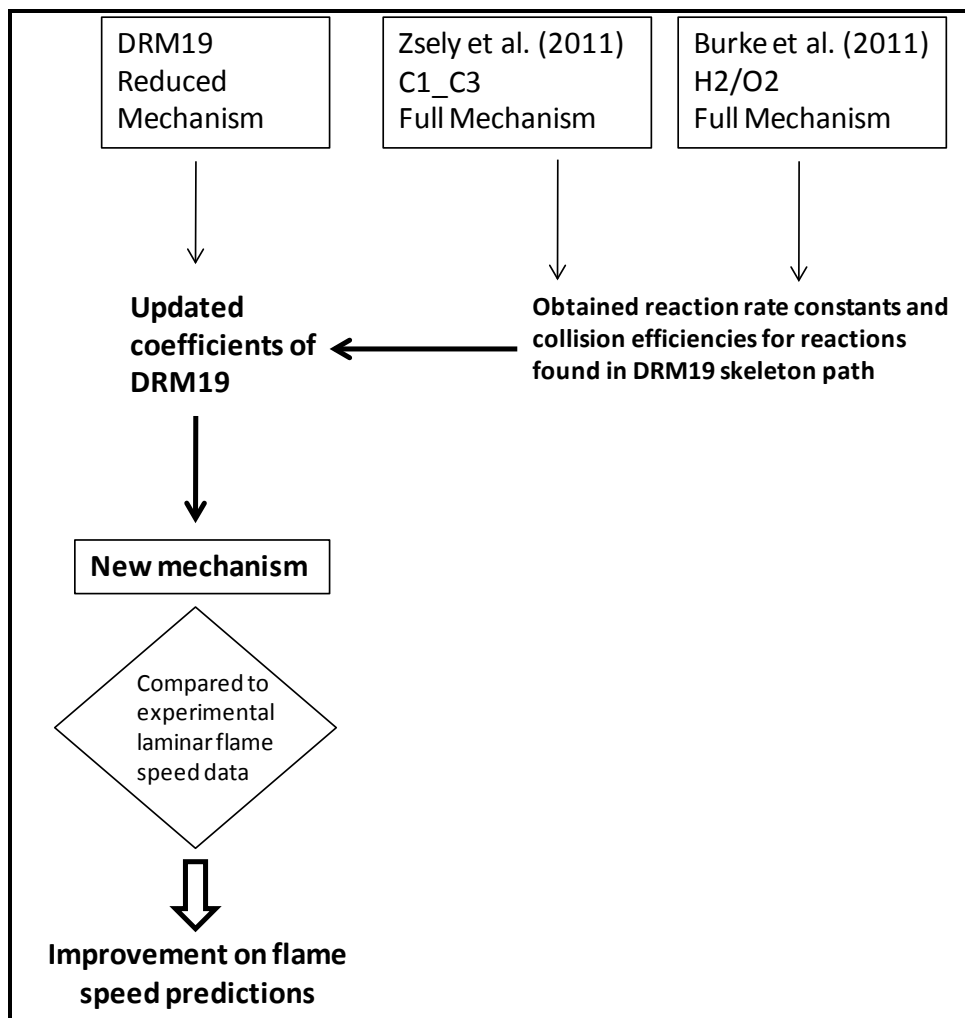 DRM19
Reduced
Mechanism
Zsely et al. (2011)
C1_C3
Full Mechanism
Burke et al. (2011)
H2/O2
Full Mechanism
Updated
coefficients of
DRM19
Obtained reaction rate constants and
collision efficiencies for reactions
found in DRM19 skeleton path
New mechanism
Compared to
experimental
laminar flame
speed data
Improvement on flame
speed predictions